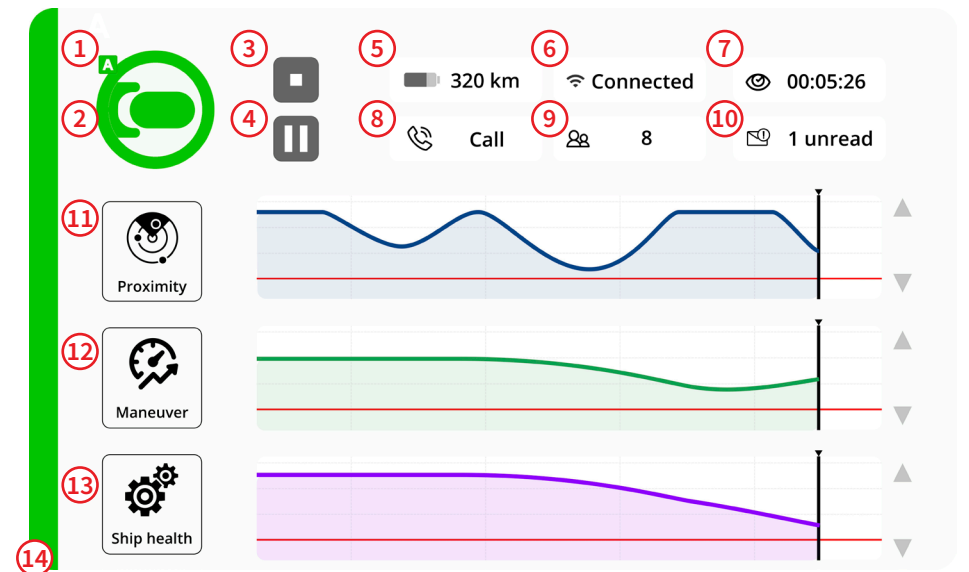 A
1
A
2
3
4
5
320 km
6
Connected
7
00:05:26
8
Call
9
8
10
1 unread
11
Proximity
12
Maneuver
13
Ship health
14